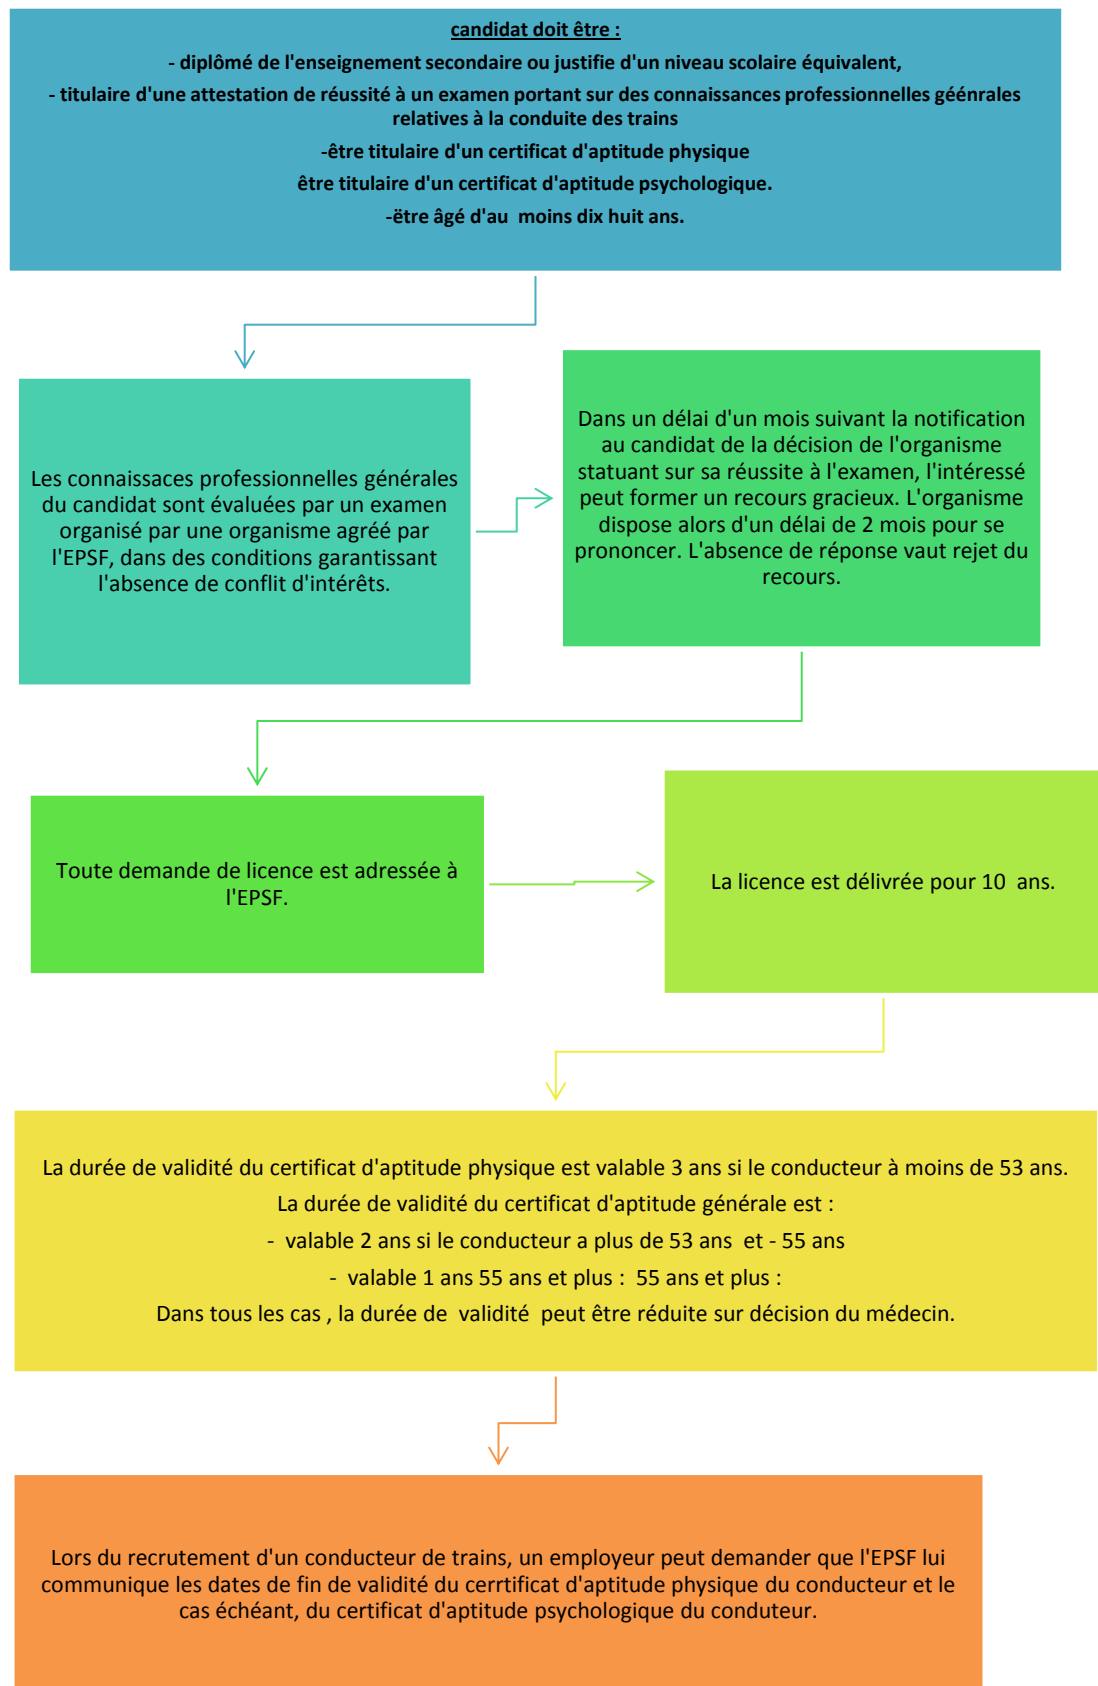 candidat doit être :
- diplômé de l'enseignement secondaire ou justifie d'un niveau scolaire équivalent,
- titulaire d'une attestation de réussité à un examen portant sur des connaissances professionnelles géénrales
relatives à la conduite des trains
-être titulaire d'un certificat d'aptitude physique
être titulaire d'un certificat d'aptitude psychologique.
-ëtre âgé d'au moins dix huit ans.
Les connaissaces professionnelles générales
du candidat sont évaluées par un examen
organisé par une organisme agréé par
l'EPSF, dans des conditions garantissant
l'absence de conflit d'intérêts.
Dans un délai d'un mois suivant la notification
au candidat de la décision de l'organisme
statuant sur sa réussite à l'examen, l'intéressé
peut former un recours gracieux. L'organisme
dispose alors d'un délai de 2 mois pour se
prononcer. L'absence de réponse vaut rejet du
recours.
Toute demande de licence est adressée à
l'EPSF.
La licence est délivrée pour 10 ans.
La durée de validité du certificat d'aptitude physique est valable 3 ans si le conducteur à moins de 53 ans.
La durée de validité du certificat d'aptitude générale est :
- valable 2 ans si le conducteur a plus de 53 ans et - 55 ans
- valable 1 ans 55 ans et plus : 55 ans et plus :
Dans tous les cas , la durée de validité peut être réduite sur décision du médecin.
Lors du recrutement d'un conducteur de trains, un employeur peut demander que l'EPSF lui
communique les dates de fin de validité du cerrtificat d'aptitude physique du conducteur et le
cas échéant, du certificat d'aptitude psychologique du conduteur.